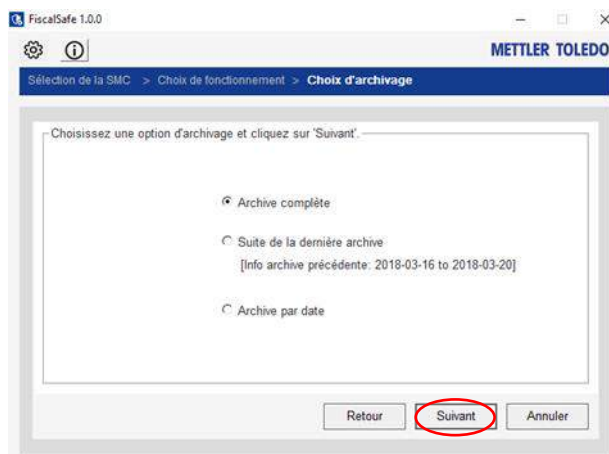 FiscalSafe 1.0.0
METTLER TOLEDO
Sélection de la SMC > Choix de fonctionnement > Choix d'archivage
Choisissez une option d'archivage et cliquez sur 'Suivant'.
Archive complète
Suite de la dernière archive
[Info archive précédente: 2018-03-16 to 2018-03-20]
Archive par date
Retour Suivant Annuler